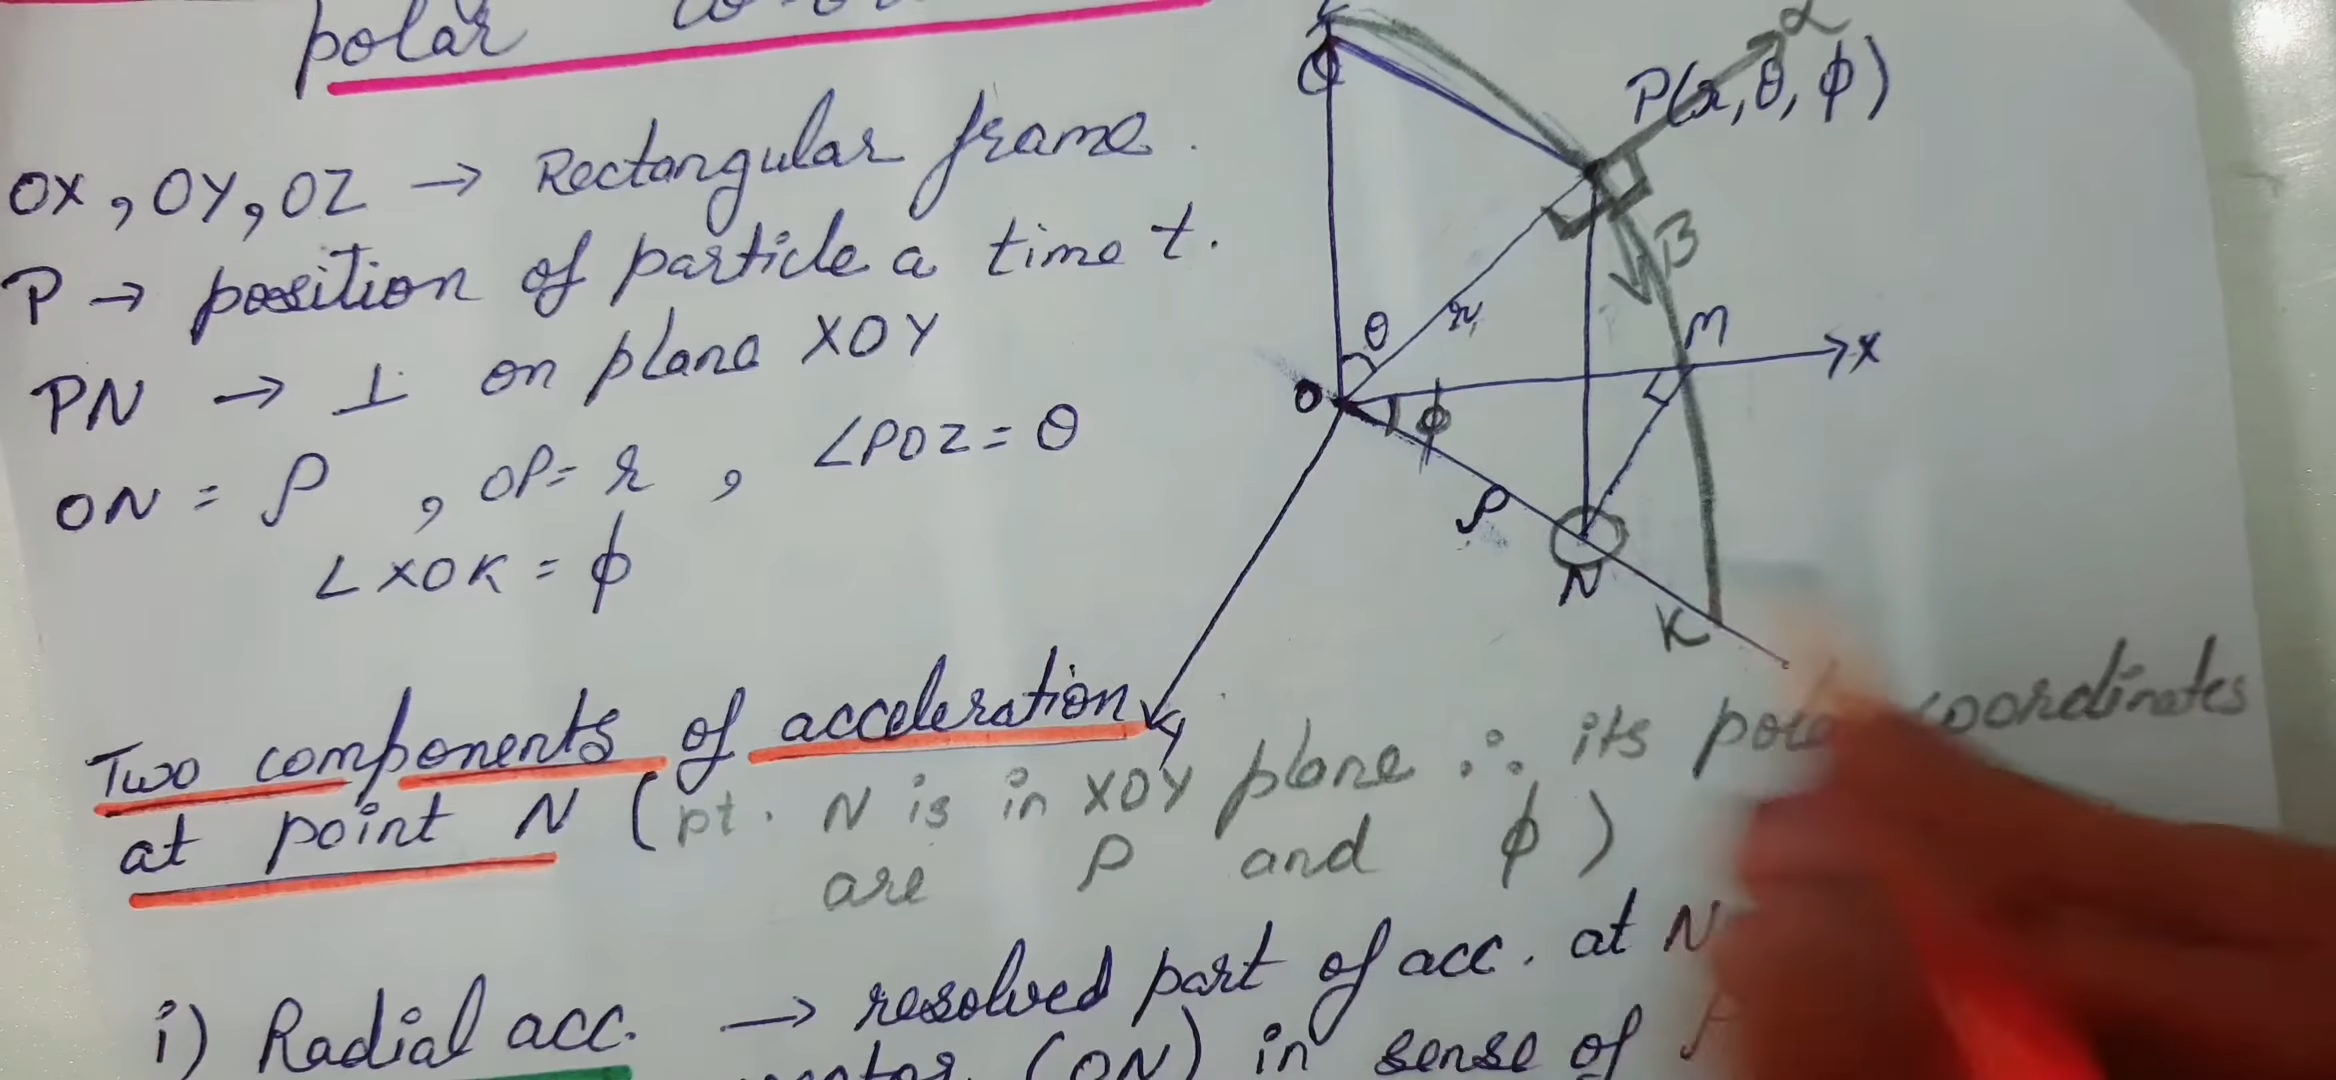 polar
OX, OY, OZ → Rectangular frame.
P → position of particle a time t.
PN → ⊥ on plane XOY
ON = ρ , OP = r , ∠POZ = θ
∠XOK = ϕ
Two components of acceleration
at point N (pt. N is in XOY plane ∴ its polar coordinates
are ρ and ϕ)
i) Radial acc. → resolved part of acc. at N
(ON) in sense of
Q
α
P(r, θ, ϕ)
β
θ
r
M
X
O
ϕ
ρ
N
K
Y